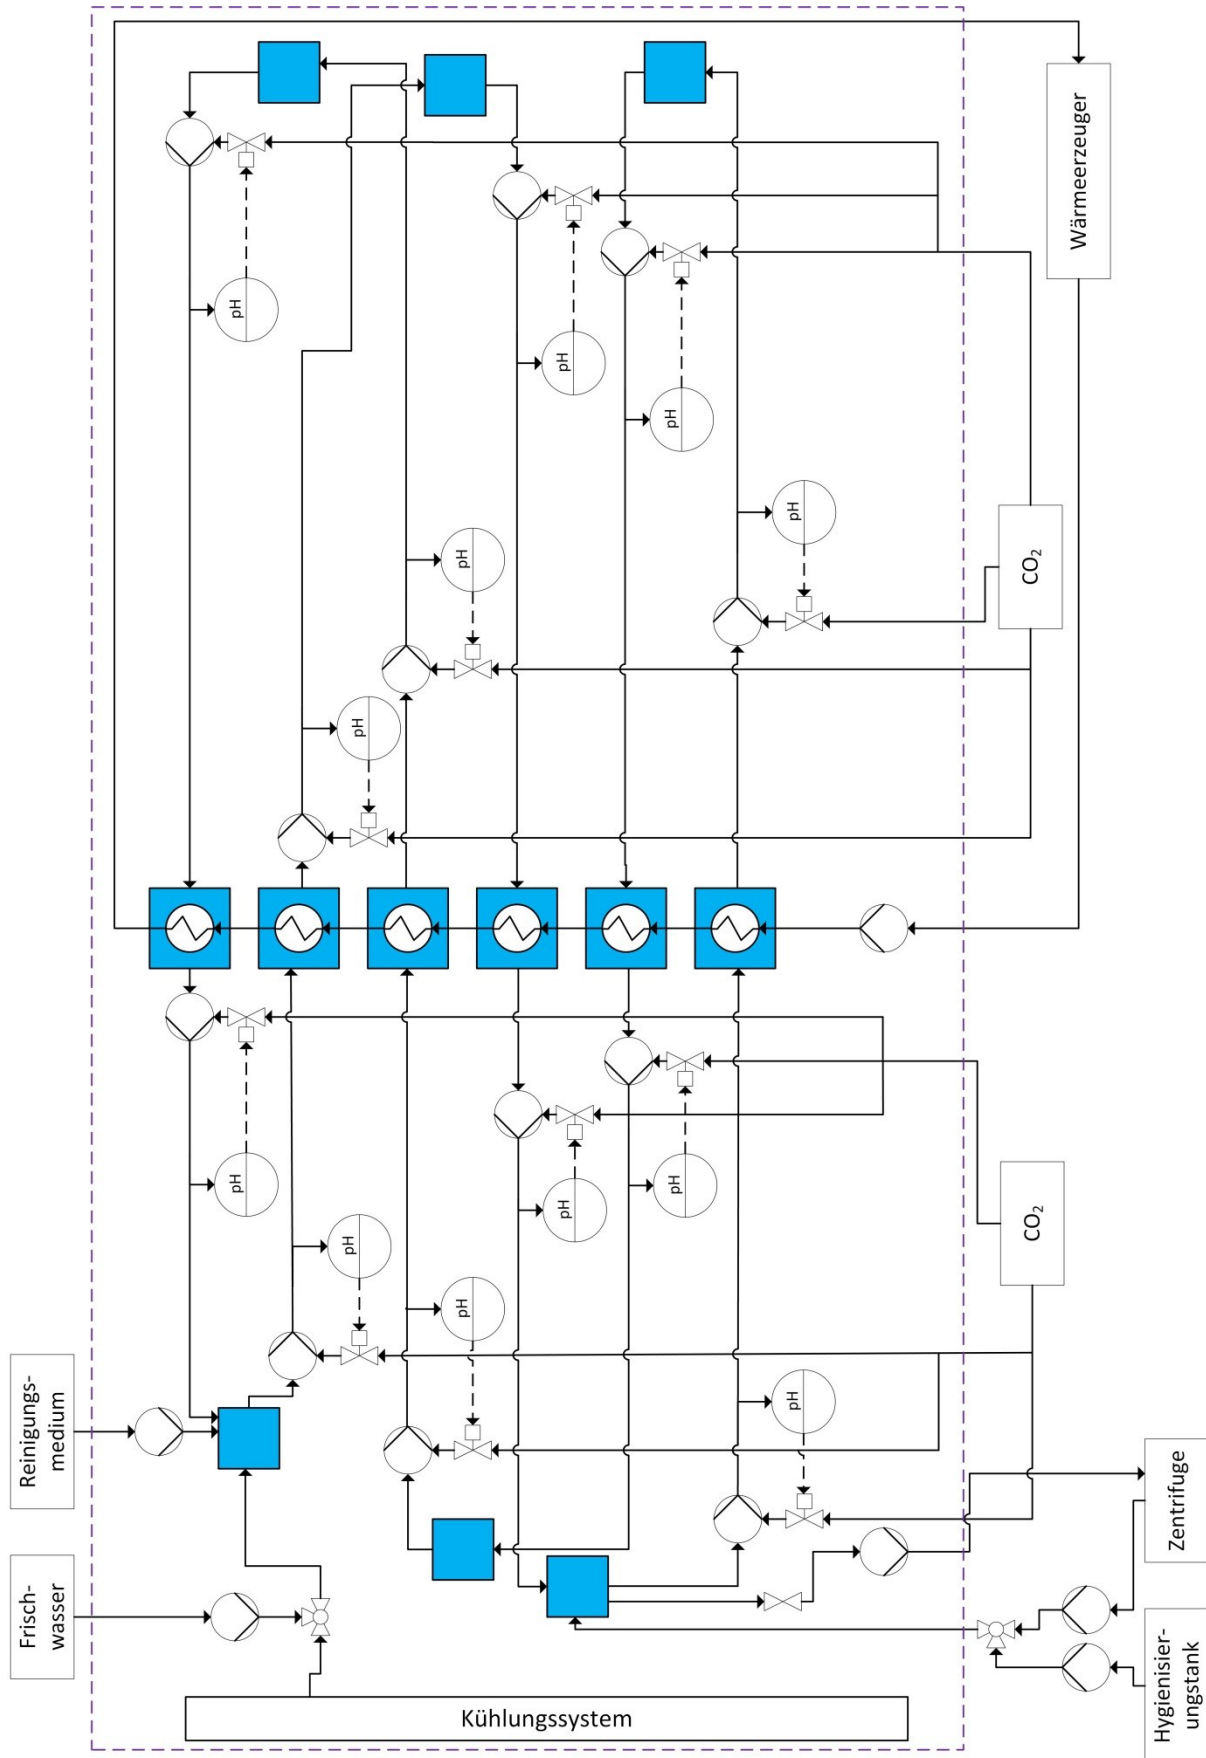 Wärmeerzeuger
pH
pH
pH
pH
pH
pH
CO₂
pH
pH
pH
pH
pH
pH
CO₂
Reinigungs-
medium
Frisch-
wasser
Zentrifuge
Hygienisier-
ungstank
Kühlungssystem